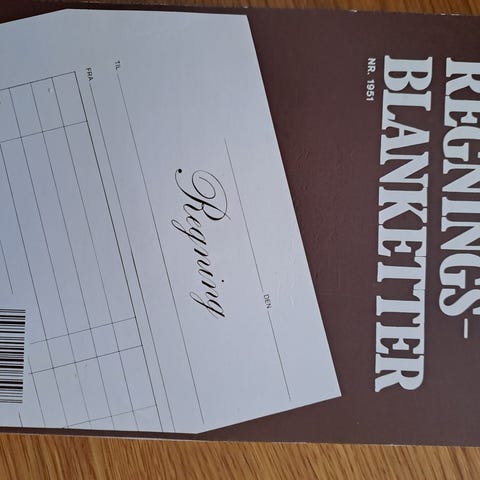 REGNINGS-
BLANKETTER
NR. 1951
DEN
Regning
TIL
FRA